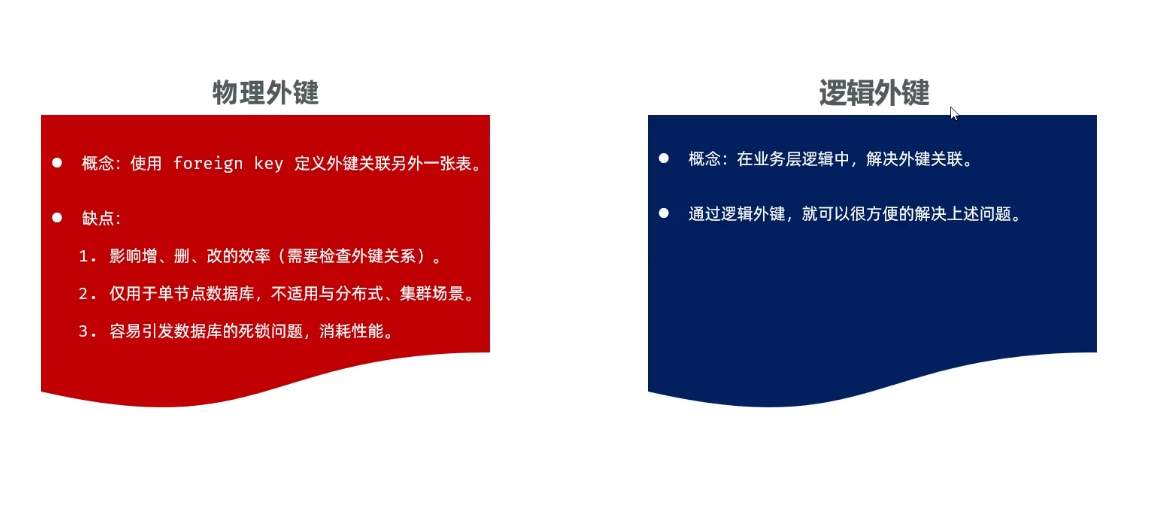 物理外键
● 概念：使用 foreign key 定义外键关联另外一张表。
● 缺点：
1. 影响增、删、改的效率（需要检查外键关系）。
2. 仅用于单节点数据库，不适用与分布式、集群场景。
3. 容易引发数据库的死锁问题，消耗性能。
逻辑外键
● 概念：在业务层逻辑中，解决外键关联。
● 通过逻辑外键，就可以很方便的解决上述问题。